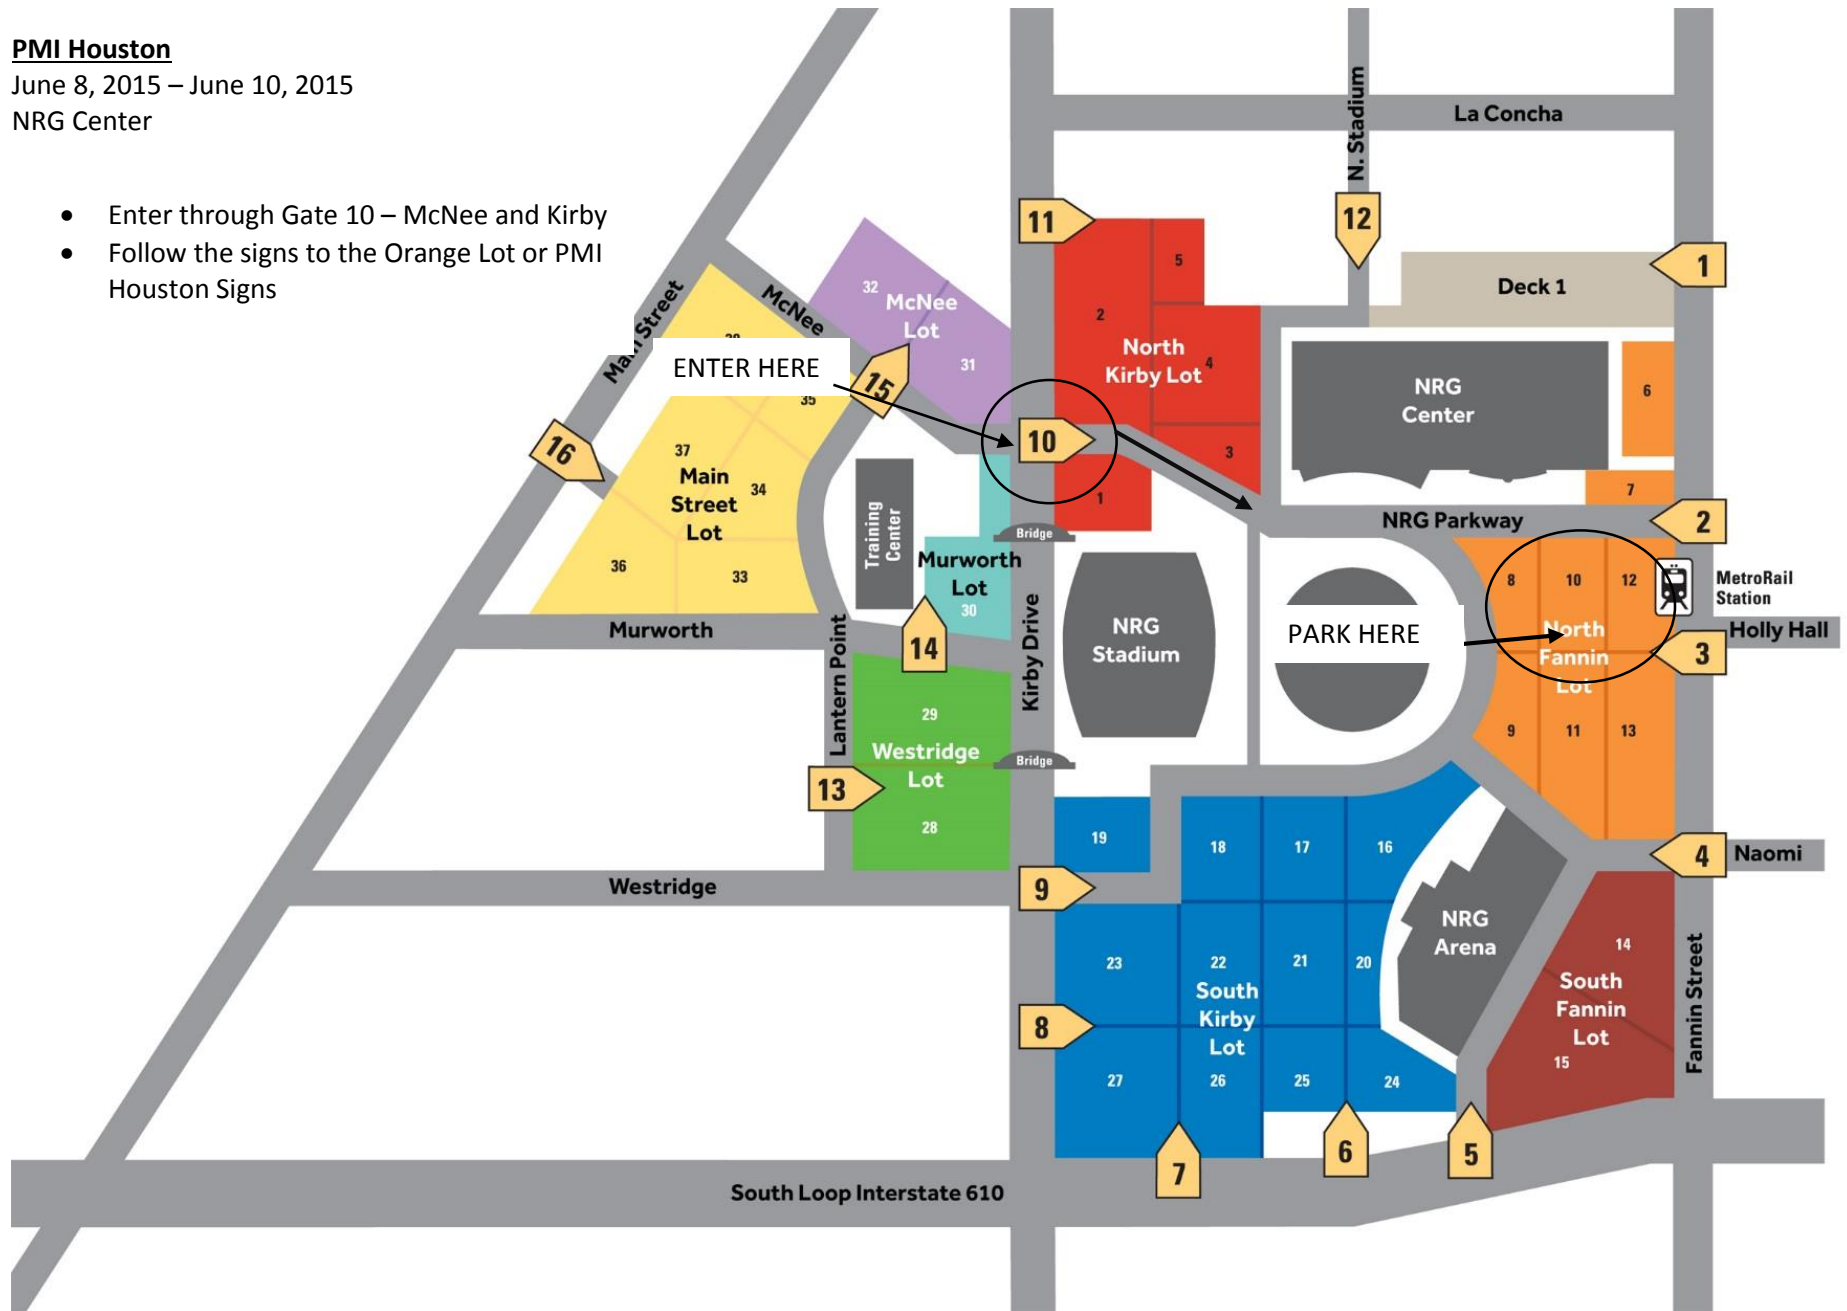 PMI Houston
June 8, 2015 – June 10, 2015
NRG Center
• Enter through Gate 10 – McNee and Kirby
• Follow the signs to the Orange Lot or PMI
Houston Signs
La Concha
N. Stadium
11
12
1
5
Deck 1
32
McNee
Lot
31
McNee
Main Street
2
North
Kirby Lot
4
3
1
ENTER HERE
15
35
10
NRG
Center
6
7
16
37
Main
Street
Lot
34
36
33
Training
Center
Bridge
NRG Parkway
2
Murworth
Lot
30
8
10
12
MetroRail
Station
Holly Hall
Murworth
14
Lantern Point
Kirby Drive
NRG
Stadium
PARK HERE
North
Fannin
Lot
3
9
11
13
29
Westridge
Lot
28
13
Bridge
19
18
17
16
4
Naomi
Westridge
9
NRG
Arena
23
22
21
20
South
Kirby
Lot
14
South
Fannin
Lot
15
Fannin Street
8
27
26
25
24
7
6
5
South Loop Interstate 610